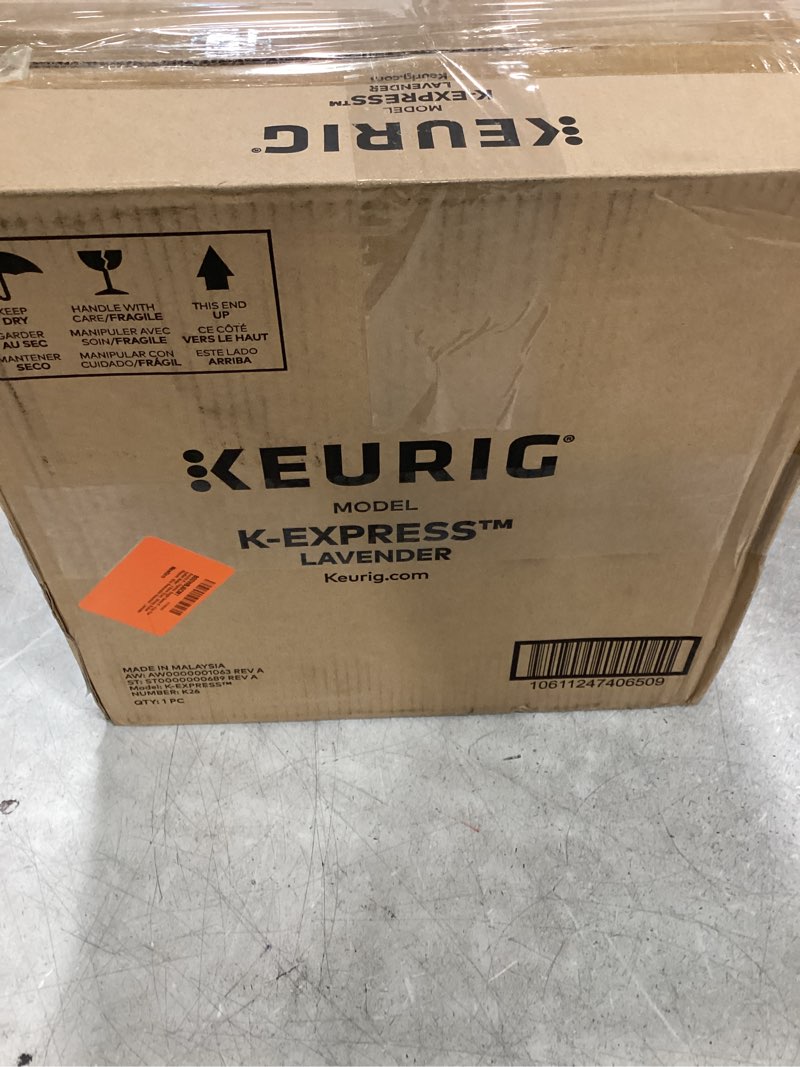 KEURIG®
MODEL
K-EXPRESS™
LAVENDER
Keurig.com
KEEP
DRY
GARDER
AU SEC
MANTENER
SECO
HANDLE WITH
CARE/FRAGILE
MANIPULER AVEC
SOIN/FRAGILE
MANIPULAR CON
CUIDADO/FRÁGIL
THIS END
UP
CE CÔTÉ
VERS LE HAUT
ESTE LADO
ARRIBA
KEURIG®
MODEL
K-EXPRESS™
LAVENDER
Keurig.com
MADE IN MALAYSIA
AW: AW0000001063 REV A
ST: ST0000000689 REV A
Model: K-EXPRESS™
NUMBER: K26
QTY: 1 PC
10611247406509